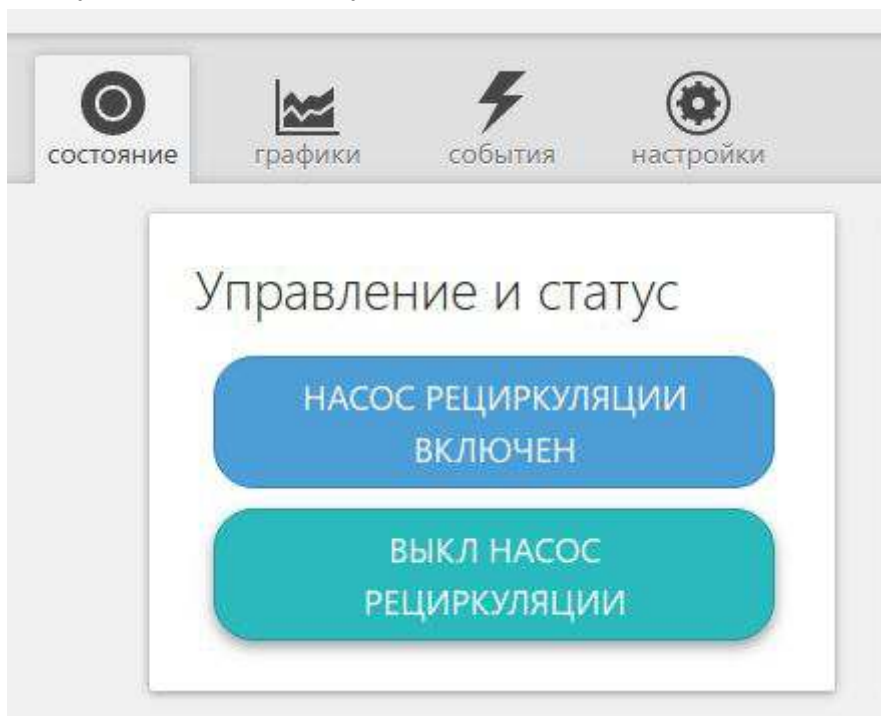 состояние графики события настройки
Управление и статус
НАСОС РЕЦИРКУЛЯЦИИ
ВКЛЮЧЕН
ВЫКЛ НАСОС
РЕЦИРКУЛЯЦИИ